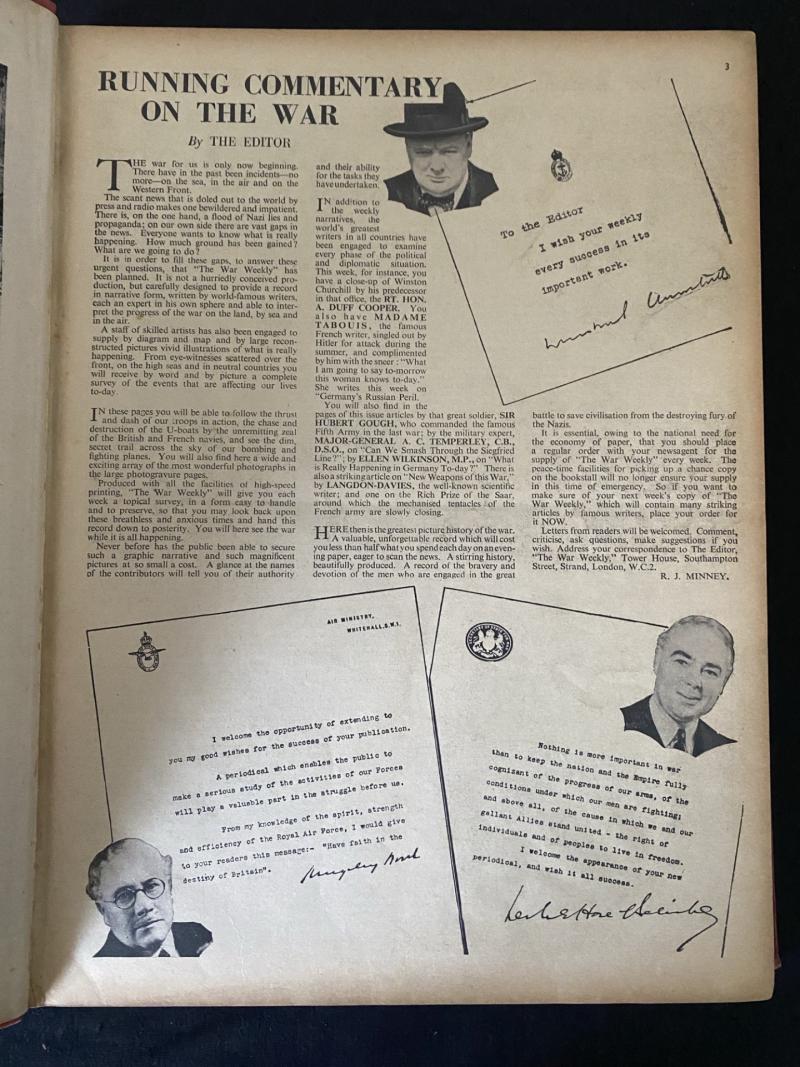 3
RUNNING COMMENTARY
ON THE WAR
By THE EDITOR
THE war for us is only now beginning.
There have in the past been incidents—no
more—on the sea, in the air and on the
Western Front.
The scant news that is doled out to the world by
press and radio makes one bewildered and impatient.
There is, on the one hand, a flood of Nazi lies and
propaganda; on our own side there are vast gaps in
the news. Everyone wants to know what is really
happening. How much ground has been gained?
What are we going to do?
It is in order to fill these gaps, to answer these
urgent questions, that "The War Weekly" has
been planned. It is not a hurriedly conceived pro-
duction, but carefully designed to provide a record
in narrative form, written by world-famous writers,
each an expert in his own sphere and able to inter-
pret the progress of the war on the land, by sea and
in the air.
A staff of skilled artists has also been engaged to
supply by diagram and map and by large recon-
structed pictures vivid illustrations of what is really
happening. From eye-witnesses scattered over the
front, on the high seas and in neutral countries you
will receive by word and by picture a complete
survey of the events that are affecting our lives
to-day.
IN these pages you will be able to follow the thrust
and dash of our troops in action, the chase and
destruction of the U-boats by the unremitting zeal
of the British and French navies, and see the dim,
secret trail across the sky of our bombing and
fighting planes. You will also find here a wide and
exciting array of the most wonderful photographs in
the large photogravure pages.
Produced with all the facilities of high-speed
printing, "The War Weekly" will give you each
week a topical survey, in a form easy to handle
and to preserve, so that you may look back upon
these breathless and anxious times and hand this
record down to posterity. You will here see the war
while it is all happening.
Never before has the public been able to secure
such a graphic narrative and such magnificent
pictures at so small a cost. A glance at the names
of the contributors will tell you of their authority
and their ability
for the tasks they
have undertaken.
IN addition to
the weekly
narratives, the
world's greatest
writers in all countries have
been engaged to examine
every phase of the political
and diplomatic situation.
This week, for instance, you
have a close-up of Winston
Churchill by his predecessor
in that office, the RT. HON.
A. DUFF COOPER. You
also have MADAME
TABOUIS, the famous
French writer, singled out by
Hitler for attack during the
summer, and complimented
by him with the sneer: "What
I am going to say to-morrow
this woman knows to-day."
She writes this week on
"Germany's Russian Peril.
You will also find in the
pages of this issue articles by that great soldier, SIR
HUBERT GOUGH, who commanded the famous
Fifth Army in the last war; by the military expert,
MAJOR-GENERAL A. C. TEMPERLEY, C.B.,
D.S.O., on "Can We Smash Through the Siegfried
Line?"; by ELLEN WILKINSON, M.P., on "What
is Really Happening in Germany To-day?" There is
also a striking article on "New Weapons of this War,"
by LANGDON-DAVIES, the well-known scientific
writer; and one on the Rich Prize of the Saar,
around which the mechanised tentacles of the
French army are slowly closing.
HERE then is the greatest picture history of the war.
A valuable, unforgettable record which will cost
you less than half what you spend each day on an even-
ing paper, eager to scan the news. A stirring history,
beautifully produced. A record of the bravery and
devotion of the men who are engaged in the great
To the Editor
I wish your weekly
every success in its
important work.
battle to save civilisation from the destroying fury of
the Nazis.
It is essential, owing to the national need for
the economy of paper, that you should place
a regular order with your newsagent for the
supply of "The War Weekly" every week. The
peace-time facilities for picking up a chance copy
on the bookstall will no longer ensure your supply
in this time of emergency. So if you want to
make sure of your next week's copy of "The
War Weekly," which will contain many striking
articles by famous writers, place your order for
it NOW.
Letters from readers will be welcomed. Comment,
criticise, ask questions, make suggestions if you
wish. Address your correspondence to The Editor,
"The War Weekly," Tower House, Southampton
Street, Strand, London, W.C.2.
R. J. MINNEY.
AIR MINISTRY,
WHITEHALL, S.W.1.
I welcome the opportunity of extending to
you my good wishes for the success of your publication.
A periodical which enables the public to
make a serious study of the activities of our Forces
will play a valuable part in the struggle before us.
From my knowledge of the spirit, strength
and efficiency of the Royal Air Force, I would give
to your readers this message:- "Have faith in the
destiny of Britain".
Nothing is more important in war
than to keep the nation and the Empire fully
cognizant of the progress of our arms, of the
conditions under which our men are fighting;
and above all, of the cause in which we and our
gallant Allies stand united - the right of
individuals and of peoples to live in freedom.
I welcome the appearance of your new
periodical, and wish it all success.
Leslie Hore-Belisha